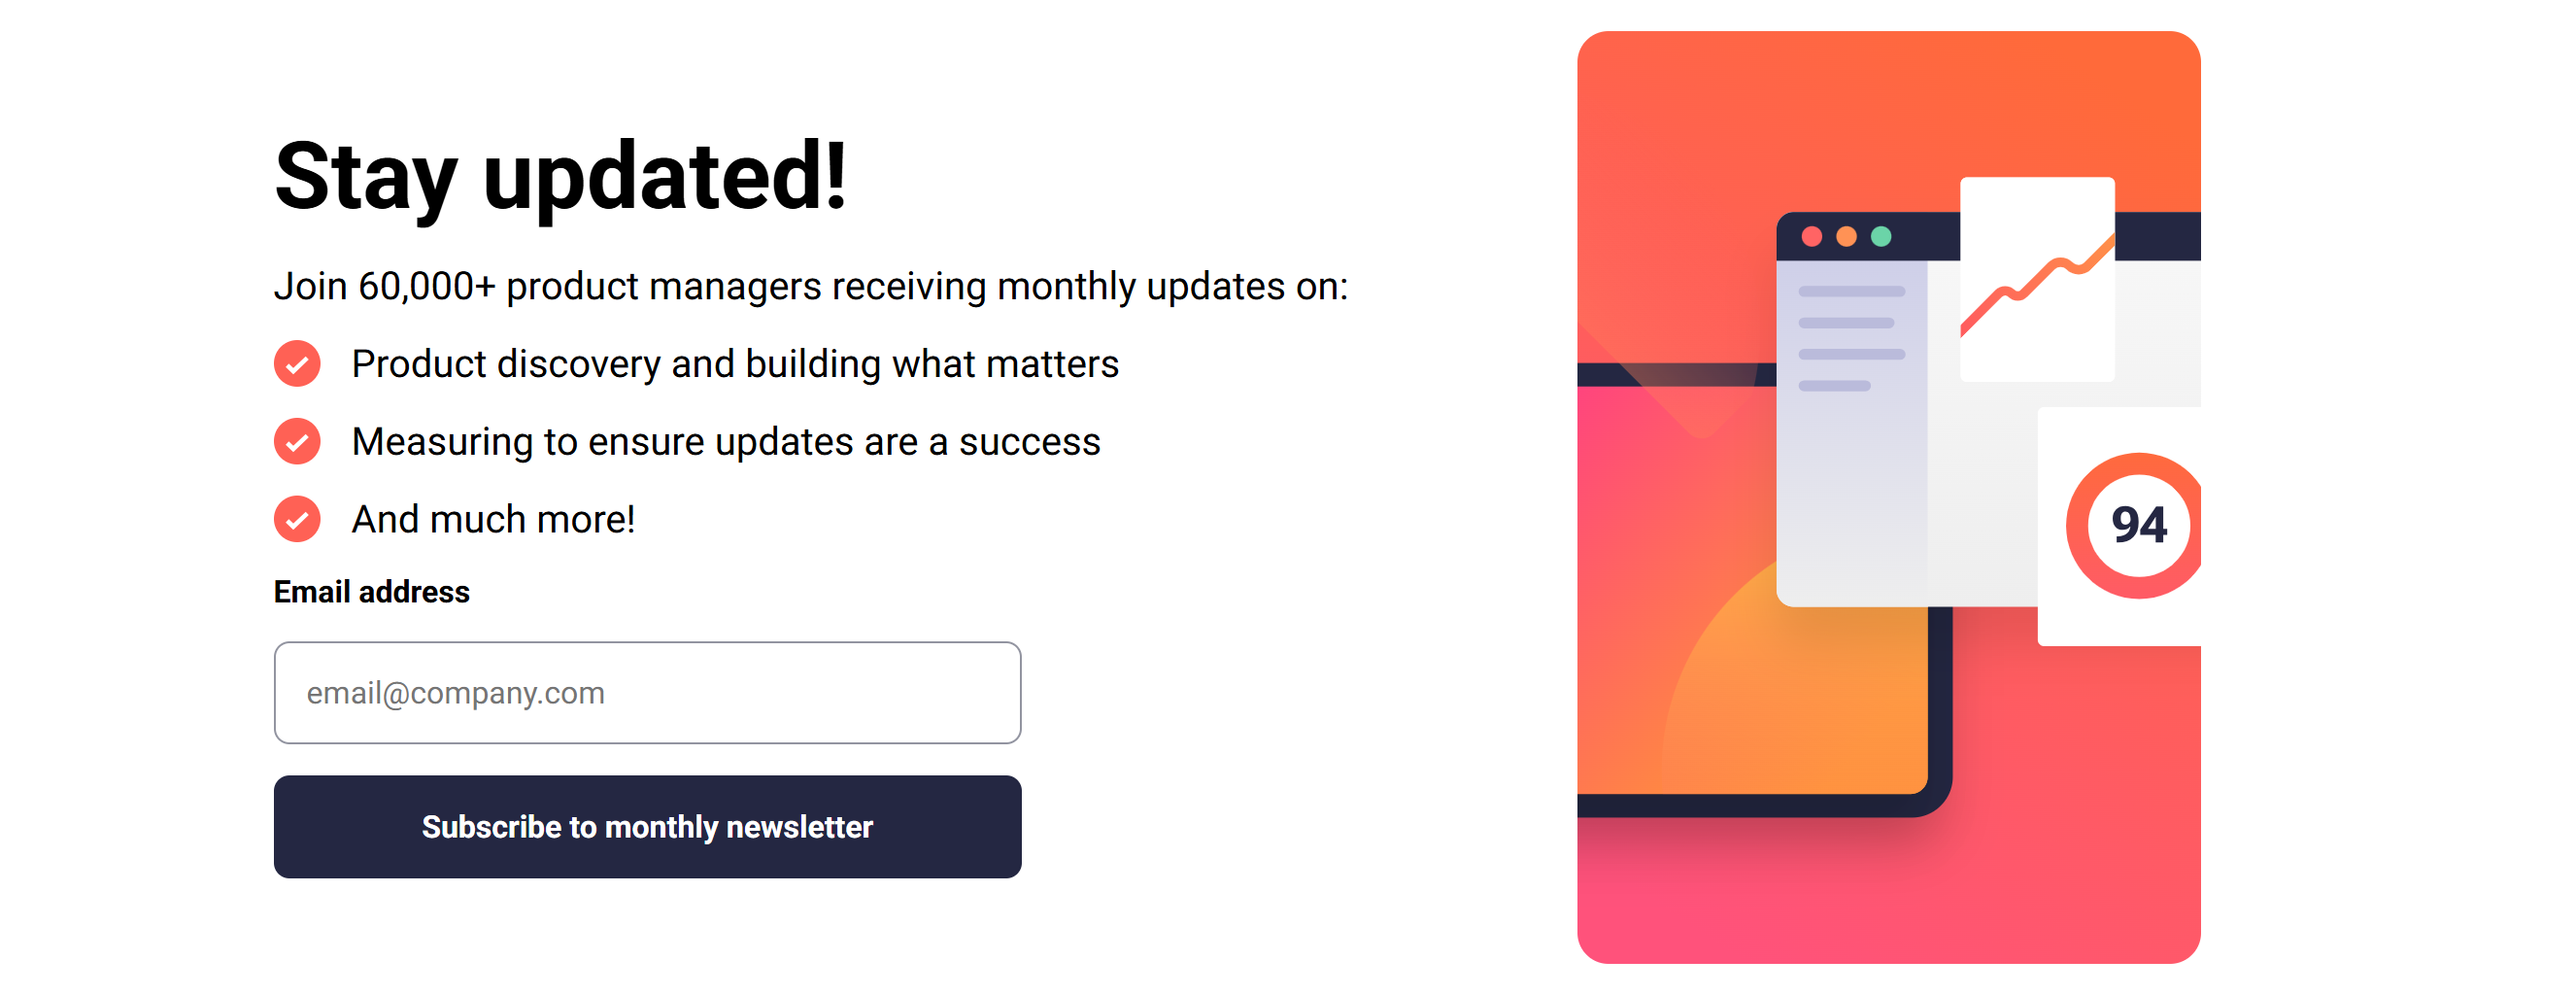 Stay updated!
Join 60,000+ product managers receiving monthly updates on:
Product discovery and building what matters
Measuring to ensure updates are a success
And much more!
Email address
email@company.com
Subscribe to monthly newsletter
94